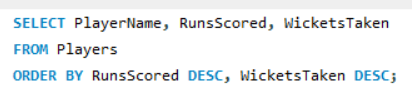 SELECT PlayerName, RunsScored, WicketsTaken
FROM Players
ORDER BY RunsScored DESC, WicketsTaken DESC;